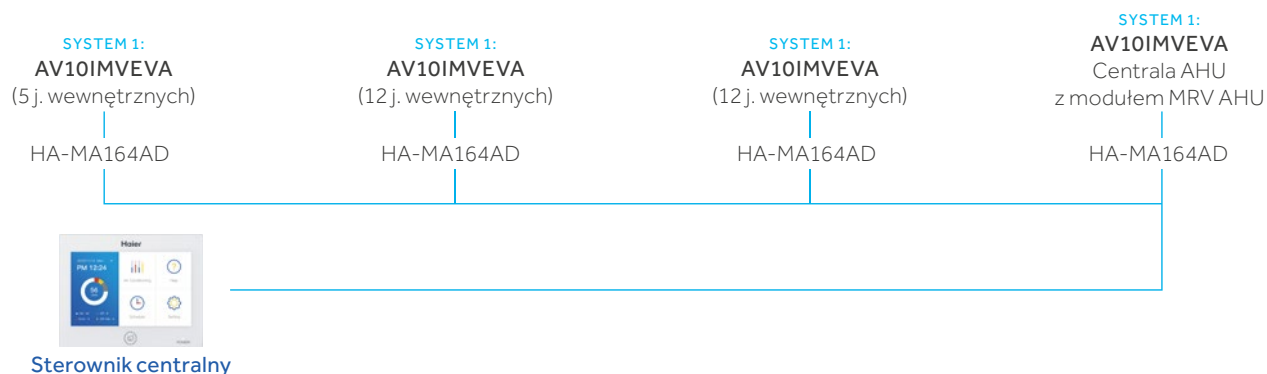 SYSTEM 1:
AV10IMVEVA
(5 j. wewnętrznych)
HA-MA164AD
SYSTEM 1:
AV10IMVEVA
(12 j. wewnętrznych)
HA-MA164AD
SYSTEM 1:
AV10IMVEVA
(12 j. wewnętrznych)
HA-MA164AD
SYSTEM 1:
AV10IMVEVA
Centrala AHU
z modułem MRV AHU
HA-MA164AD
Haier
PM 12:24
Sterownik centralny